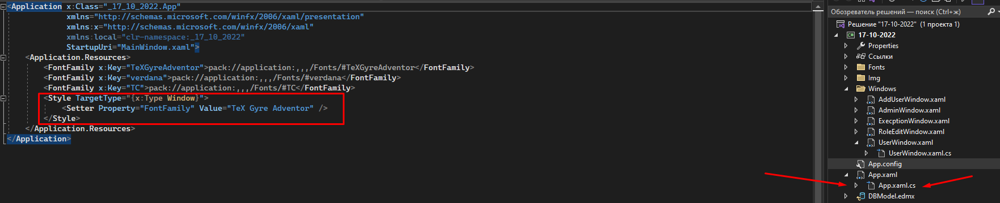 <Application x:Class="_17_10_2022.App"
xmlns="http://schemas.microsoft.com/winfx/2006/xaml/presentation"
xmlns:x="http://schemas.microsoft.com/winfx/2006/xaml"
xmlns:local="clr-namespace:_17_10_2022"
StartupUri="MainWindow.xaml">
<Application.Resources>
<FontFamily x:Key="TeXGyreAdventor">pack://application:,,,/Fonts/#TeXGyreAdventor</FontFamily>
<FontFamily x:Key="verdana">pack://application:,,,/Fonts/#verdana</FontFamily>
<FontFamily x:Key="TC">pack://application:,,,/Fonts/#TC</FontFamily>
<Style TargetType="{x:Type Window}">
<Setter Property="FontFamily" Value="TeX Gyre Adventor" />
</Style>
</Application.Resources>
</Application>
Обозреватель решений — поиск (Ctrl+ж)
Решение "17-10-2022" (1 проекта 1)
C# 17-10-2022
Properties
Ссылки
Fonts
Img
Windows
AddUserWindow.xaml
AdminWindow.xaml
ExecptionWindow.xaml
RoleEditWindow.xaml
UserWindow.xaml
UserWindow.xaml.cs
App.config
App.xaml
App.xaml.cs
DBModel.edmx